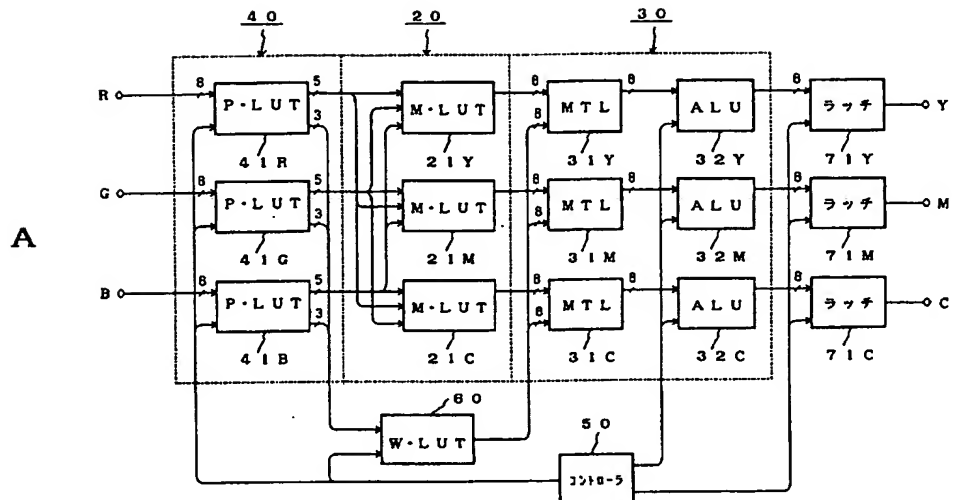 40 20 30
8 5 8 8 8
R P・LUT M・LUT MTL ALU ラッチ Y
3 8
41R 21Y 31Y 32Y 71Y
G 8 P・LUT 5 M・LUT 8 MTL 8 ALU 8 ラッチ M
3 8
A
41G 21M 31M 32M 71M
B 8 P・LUT 5 M・LUT 8 MTL 8 ALU 8 ラッチ C
3 8
41B 21C 31C 32C 71C
60
W・LUT
50
コントローラ